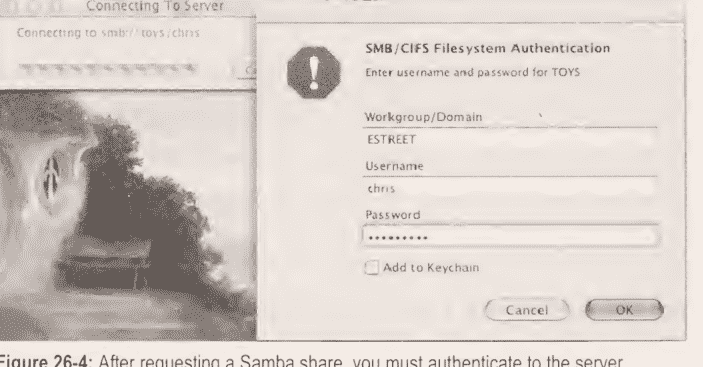 Connecting To Server
Connecting to smb://toys/chris
SMB/CIFS Filesystem Authentication
Enter username and password for TOYS
Workgroup/Domain
ESTREET
Username
chris
Password
•••••••••
Add to Keychain
Cancel
OK
Figure 26-4: After requesting a Samba share, you must authenticate to the server